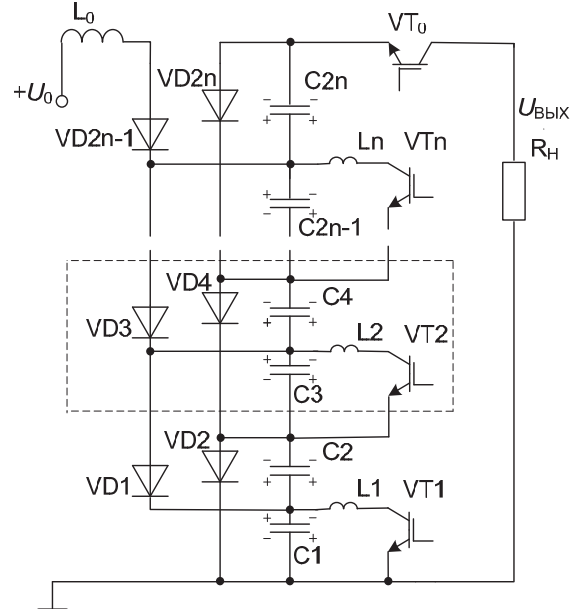 L0
VT0
+U0
VD2n
C2n
Uвых
VD2n-1
Ln
VTn
Rн
C2n-1
VD4
C4
VD3
L2
VT2
C3
VD2
C2
VD1
L1
VT1
C1